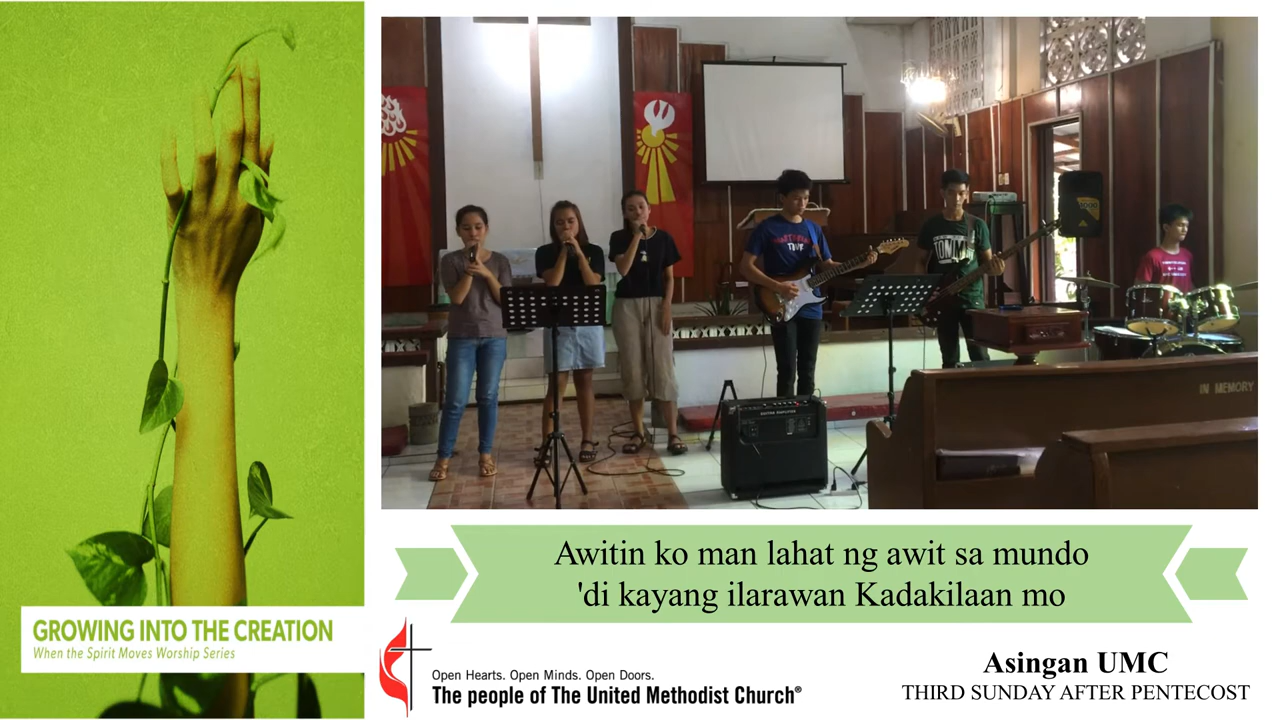 IN MEMORY
Awitin ko man lahat ng awit sa mundo
'di kayang ilarawan Kadakilaan mo
GROWING INTO THE CREATION
When the Spirit Moves Worship Series
Open Hearts. Open Minds. Open Doors.
The people of The United Methodist Church®
Asingan UMC
THIRD SUNDAY AFTER PENTECOST